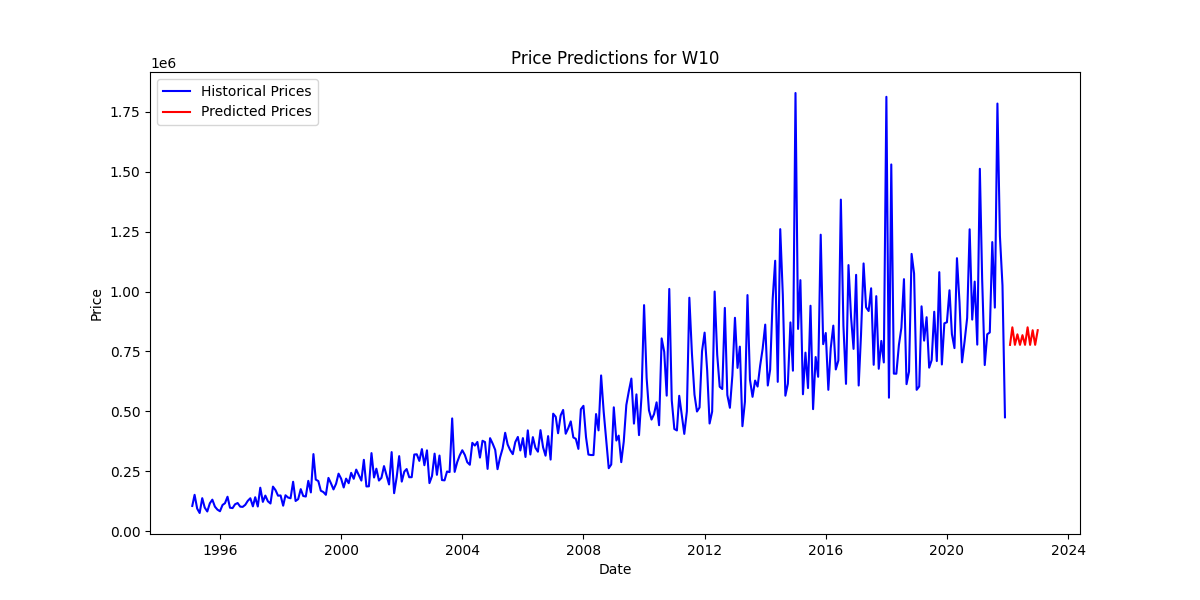 Price Predictions for W10
1e6
Historical Prices
Predicted Prices
1.75
1.50
1.25
1.00
0.75
0.50
0.25
0.00
Price
1996 2000 2004 2008 2012 2016 2020 2024
Date